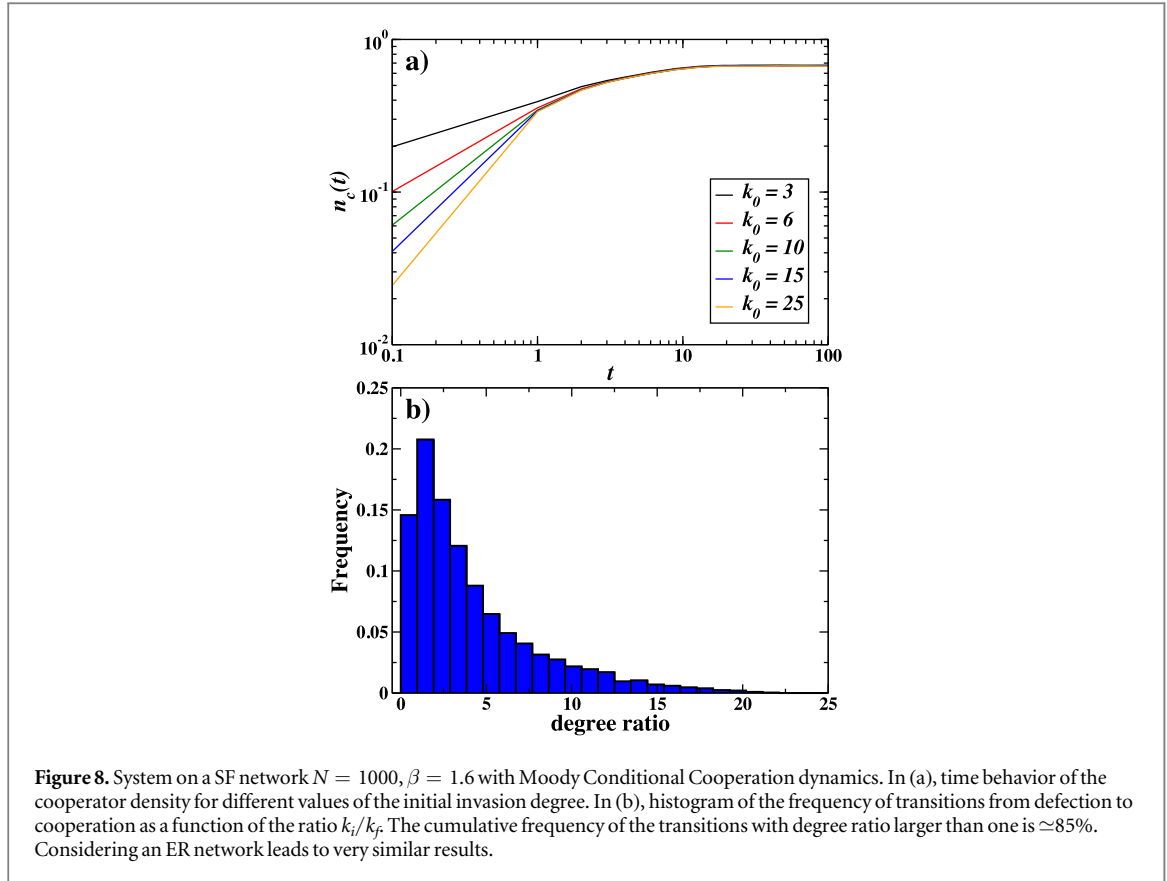 a)
10^0
10^-1
10^-2
n_c(t)
k_0 = 3
k_0 = 6
k_0 = 10
k_0 = 15
k_0 = 25
0.1 1 10 100
t
b)
0.25
0.2
0.15
0.1
0.05
0
Frequency
0 5 10 15 20 25
degree ratio
Figure 8. System on a SF network N = 1000, β = 1.6 with Moody Conditional Cooperation dynamics. In (a), time behavior of the
cooperator density for different values of the initial invasion degree. In (b), histogram of the frequency of transitions from defection to
cooperation as a function of the ratio k_i/k_f. The cumulative frequency of the transitions with degree ratio larger than one is ≃85%.
Considering an ER network leads to very similar results.